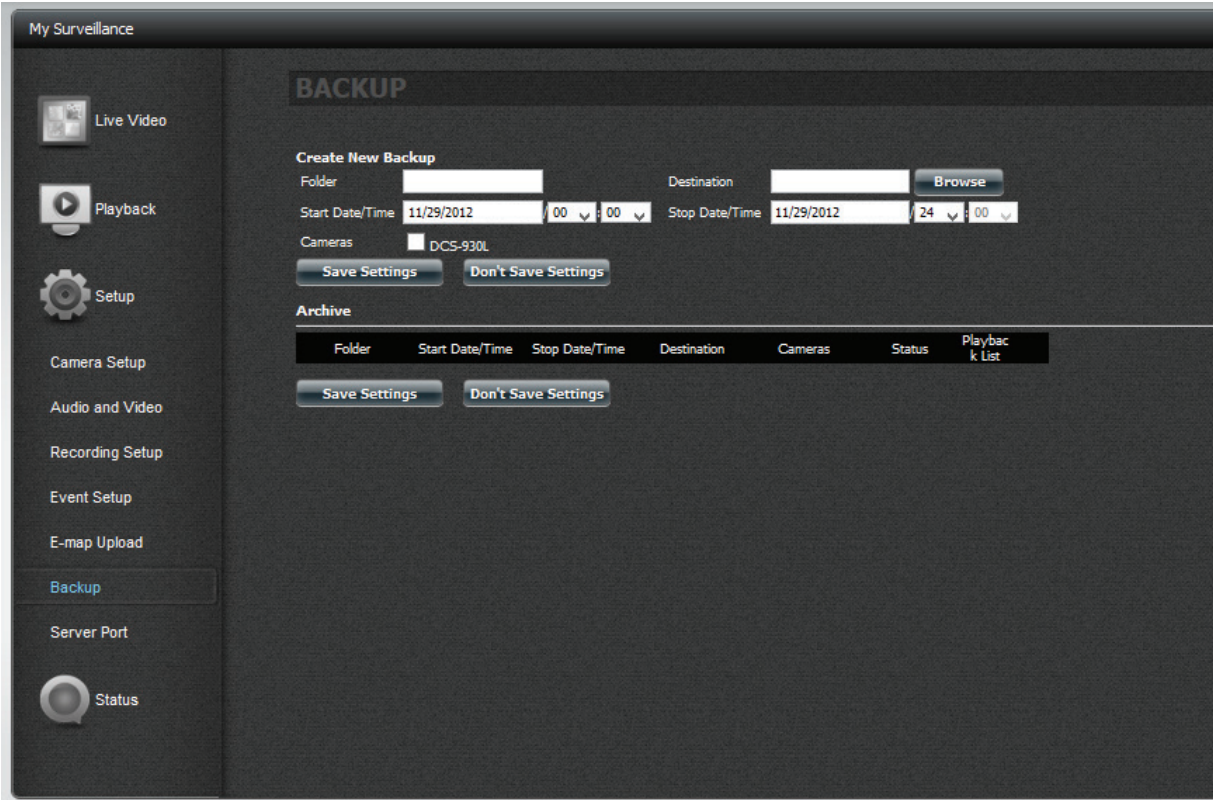 My Surveillance
Live Video
Playback
Setup
Camera Setup
Audio and Video
Recording Setup
Event Setup
E-map Upload
Backup
Server Port
Status
BACKUP
Create New Backup
Folder Destination Browse
Start Date/Time 11/29/2012 / 00 : 00 Stop Date/Time 11/29/2012 / 24 : 00
Cameras DCS-930L
Save Settings Don't Save Settings
Archive
Folder Start Date/Time Stop Date/Time Destination Cameras Status Playbac
k List
Save Settings Don't Save Settings